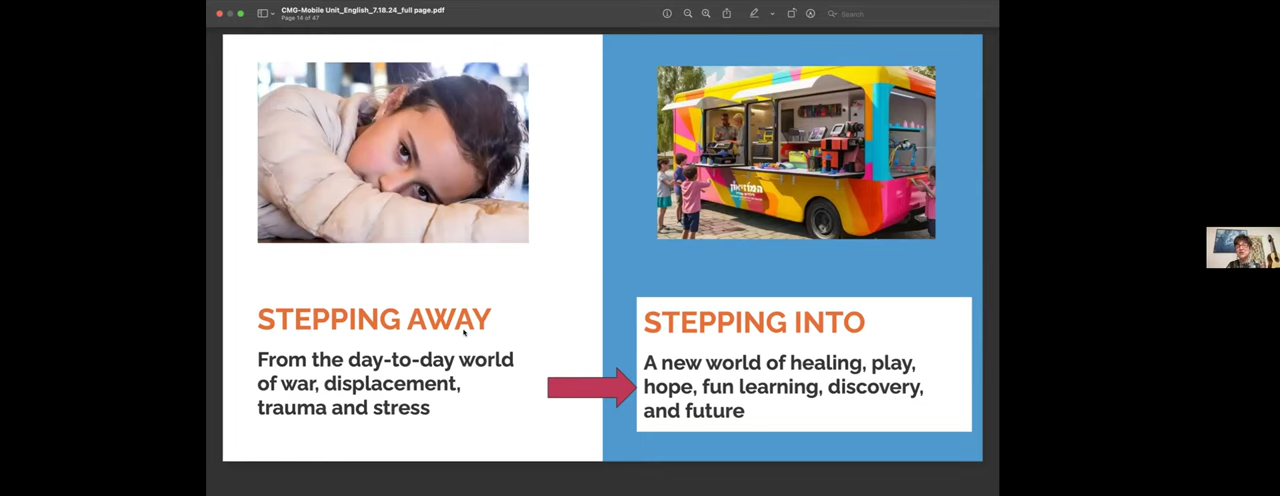 CMG-Mobile Unit_English_7.18.24_full page.pdf
Page 14 of 47
Search
STEPPING AWAY
From the day-to-day world
of war, displacement,
trauma and stress
STEPPING INTO
A new world of healing, play,
hope, fun learning, discovery,
and future